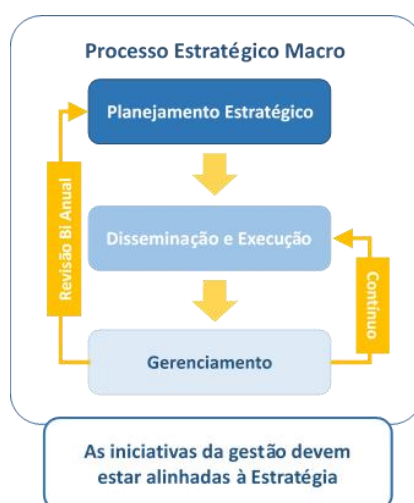 Processo Estratégico Macro
Planejamento Estratégico
Revisão Bi Anual
Disseminação e Execução
Contínuo
Gerenciamento
As iniciativas da gestão devem
estar alinhadas à Estratégia